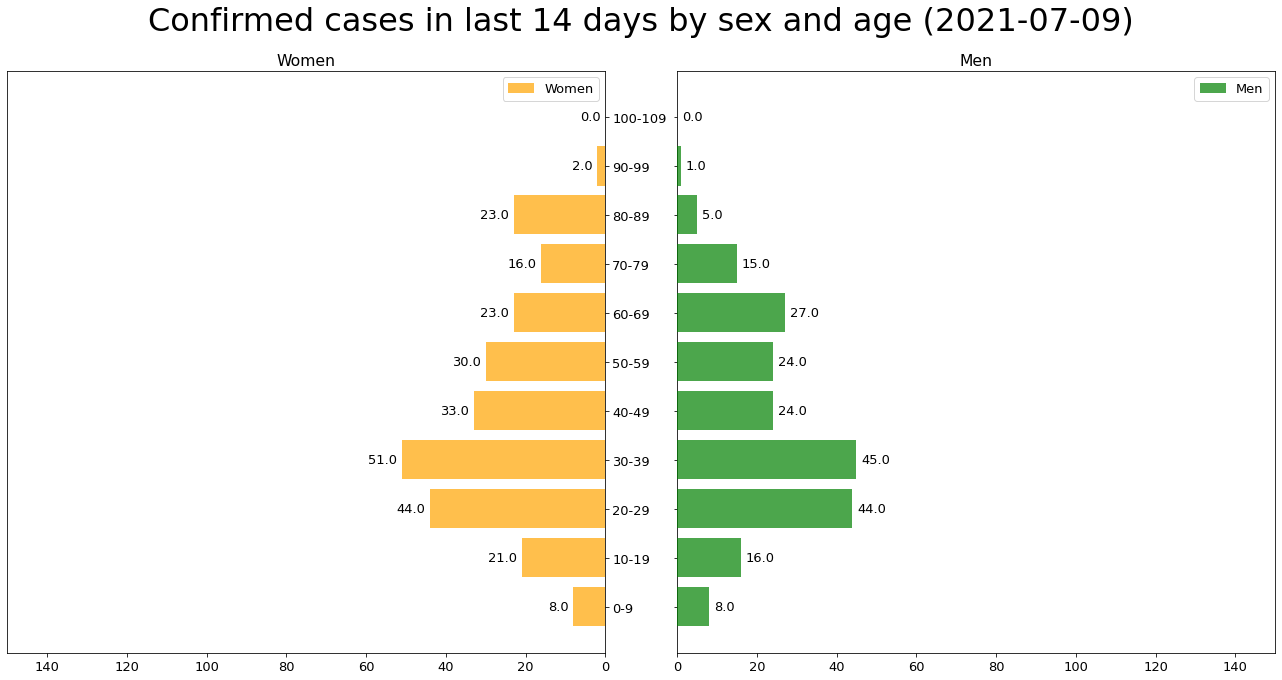 Confirmed cases in last 14 days by sex and age (2021-07-09)
Women
Men
Women
Men
0.0 100-109 0.0
2.0 90-99 1.0
23.0 80-89 5.0
16.0 70-79 15.0
23.0 60-69 27.0
30.0 50-59 24.0
33.0 40-49 24.0
51.0 30-39 45.0
44.0 20-29 44.0
21.0 10-19 16.0
8.0 0-9 8.0
140 120 100 80 60 40 20 0
0 20 40 60 80 100 120 140